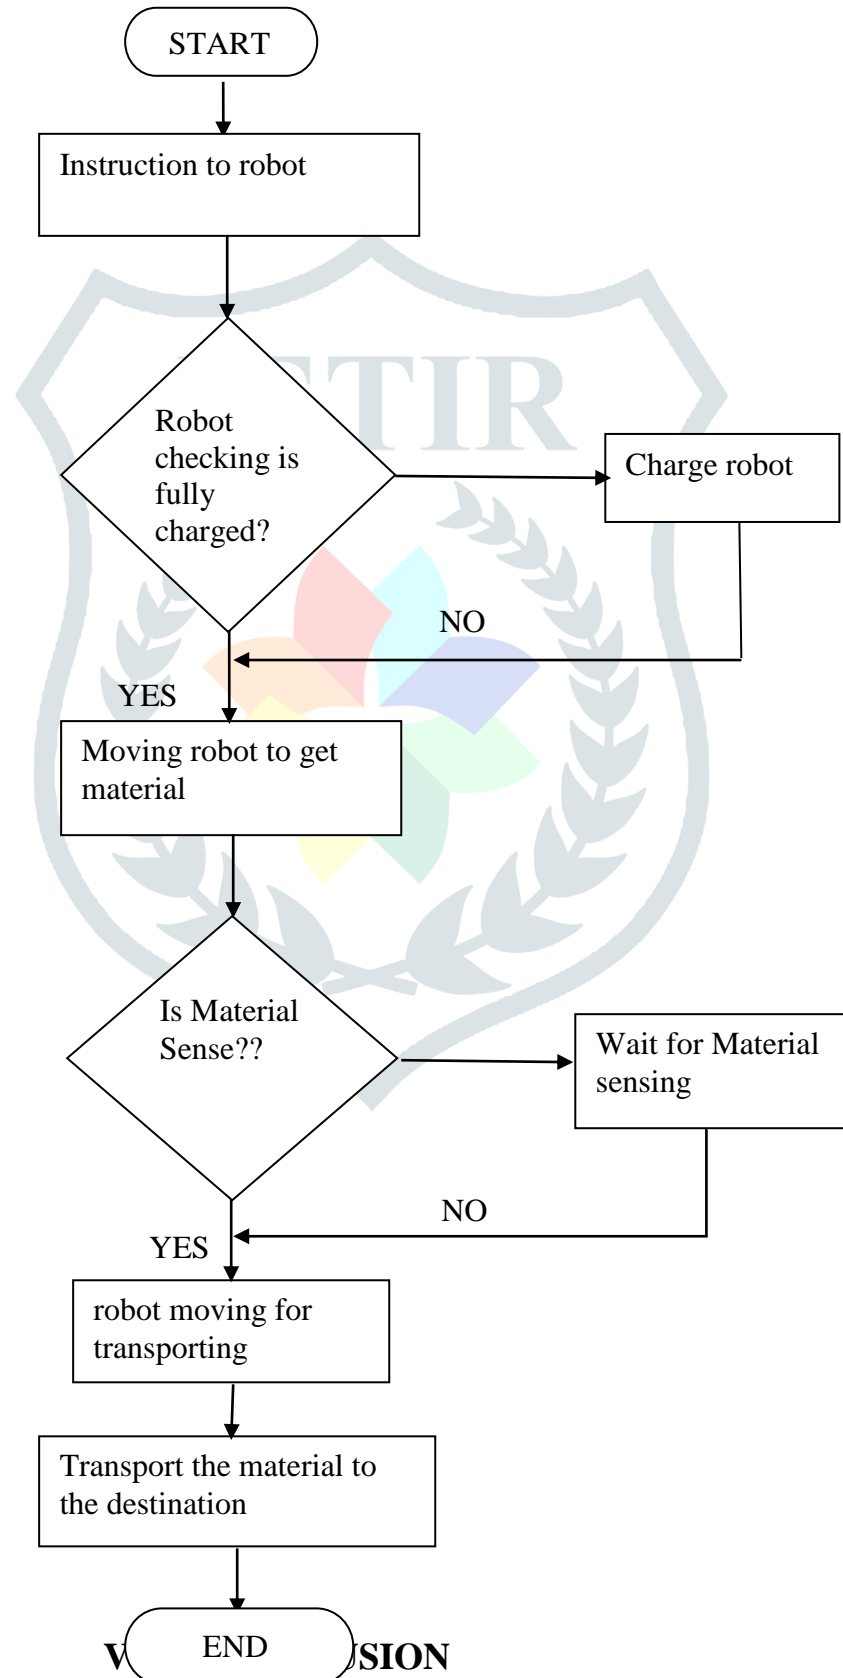 START
Instruction to robot
TIR
Robot
checking is
fully
charged?
Charge robot
NO
YES
Moving robot to get
material
Is Material
Sense??
Wait for Material
sensing
NO
YES
robot moving for
transporting
Transport the material to
the destination
END